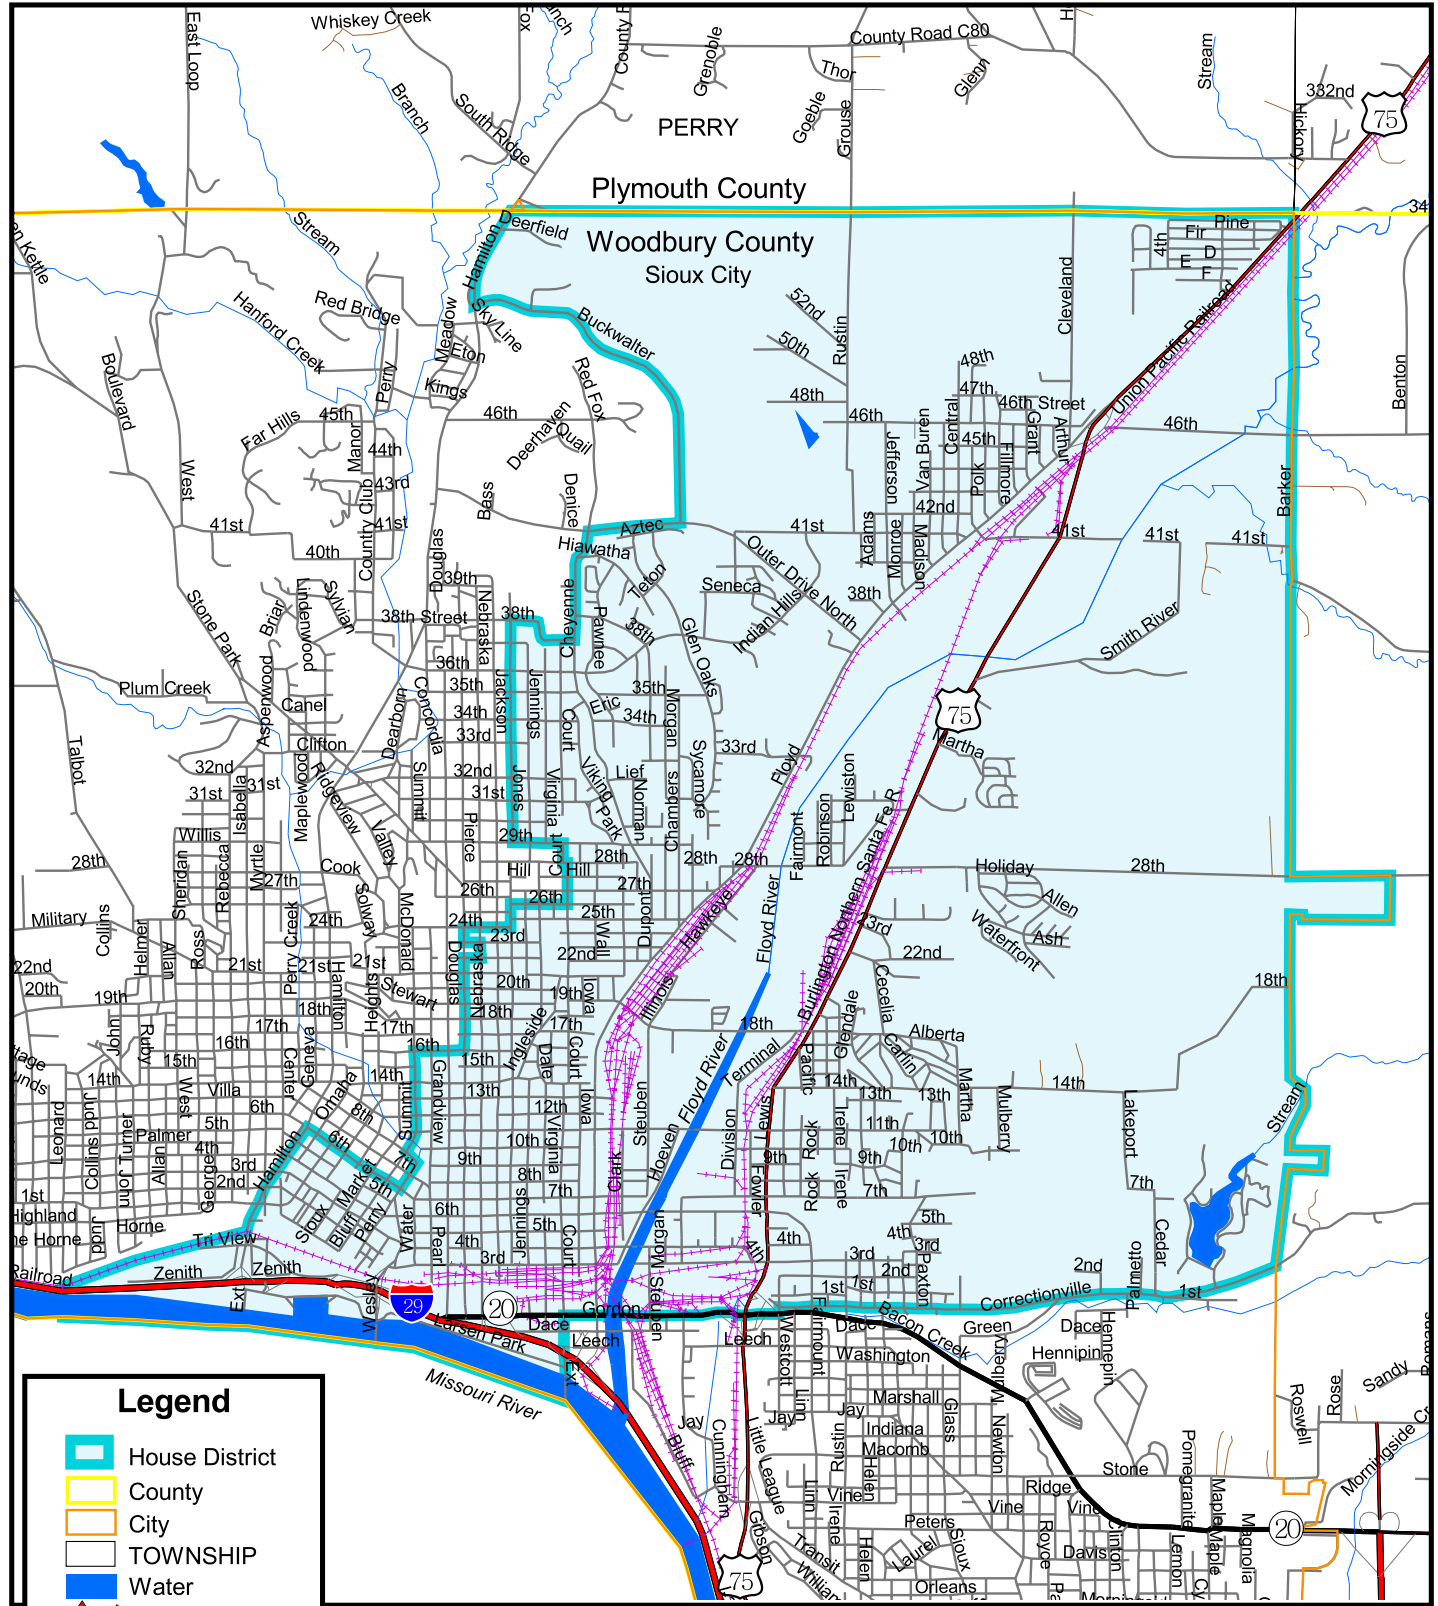 East Loop
Whiskey Creek
Branch
South Ridge
Grenoble
County Road C80
Thor
Goeble
Grouse
Glenn
Stream
332nd
Hickory
75
PERRY
Plymouth County
Woodbury County
Sioux City
Deerfield
Hamilton
Pine
Fir
4th
D
E
F
34
Stream
Hanford Creek
Red Bridge
Meadow
Sky Line
Eton
Kings
Perry
Buckwalter
Red Fox
52nd
50th
Rustin
Cleveland
Union Pacific Railroad
Benton
Boulevard
Far Hills
45th
Manor
44th
43rd
41st
46th
Deerhaven
Quail
Denice
Bass
48th
46th
48th
47th
46th Street
Central
Van Buren
Jefferson
45th
Polk
Fillmore
Grant
Arthur
46th
West
41st
40th
Country Club
Douglas
Aztec
Hiawatha
41st
42nd
Adams
Monroe
Madison
41st
41st
41st
Barker
Outer Drive North
Seneca
Teton
Indian Hills
38th
Smith River
Stone Park
Briar
Lindenwood
Sylvian
38th Street
39th
Nebraska
38th
Cheyenne
Pawnee
38th
Glen Oaks
Plum Creek
Aspenwood
Canel
Clifton
Dearborn
Concordia
36th
35th
34th
33rd
Jackson
Jennings
Court
Eric
35th
34th
Morgan
Sycamore
33rd
Floyd
75
Martha
Talbot
32nd
31st
31st
Isabella
Maplewood
Ridgeview
Summit
32nd
31st
Jones
Virginia
Viking
Park
Lief
Norman
Chambers
Fairmont
Robinson
Lewiston
Burlington Northern Santa Fe R
Willis
28th
Sheridan
Rebecca
Myrtle
27th
Cook
Valley
Solway
McDonald
Pierce
29th
Court
Hill
Hill
28th
28th
28th
27th
26th
26th
25th
Dupont
Hawkeye
Floyd River
Holiday
28th
Allen
Ash
Waterfront
Military
Collins
Helmer
Allan
Ross
Perry Creek
24th
24th
23rd
22nd
Wall
23rd
22nd
Cecelia
22nd
20th
19th
21st
21st
21st
Hamilton
Heights
Stewart
Douglas
Nebraska
20th
19th
18th
Iowa
Illinois
18th
18th
John
Ruby
18th
17th
17th
16th
16th
15th
15th
Geneva
Center
Ingleside
Dale
17th
Court
Terminal
Glendale
Alberta
Carlin
Pacific
14th
14th
Villa
West
6th
Omaha
8th
Summit
Grandview
13th
12th
Iowa
Steuben
Hoeven Floyd River
Division
Lewis
14th
13th
13th
Martha
Mulberry
14th
Lakeport
Stream
Leonard
Judd
Collins
John Turner
Palmer
Allan
5th
4th
3rd
2nd
George
Hamilton
6th
7th
5th
Market
Sioux
Bluff
Perry
Water
10th
9th
8th
7th
Virginia
Clark
9th
Rock
Rock
Irene
Irane
11th
10th
10th
9th
7th
7th
Fowler
1st
Highland
Horne
Judd
Tri View
6th
5th
4th
3rd
Pearl
Jennings
Court
Morgan
Steuben
4th
4th
3rd
2nd
1st
1st
5th
4th
3rd
Paxton
2nd
Palmetto
Cedar
1st
Railroad
Zenith
Zenith
Ext
Wesley
29
20
Gordon
Dace
Leech
Larsen Park
Ext
Leech
Correctionville
Bacon Creek
Fairmount
Dace
Green
Dace
Westcott
Washington
Mulberry
Hennipin
Hennepin
Missouri River
Linn
Marshall
Jay
Jay
Jay
Glass
Indiana
Macomb
Rustin
Newton
Roswell
Rose
Sandy
Bluff
Cunningham
Little League
Linn
Vine
Irene
Helen
Stone
Ridge
Vine
Vine
Pomegranite
Morningside
Peters
Sioux
Royce
Clinton
Maple
Maple
Magnolia
20
Gibson
Transit
Helen
Laurel
Davis
Lemon
75
Orleans
Legend
House District
County
City
TOWNSHIP
Water